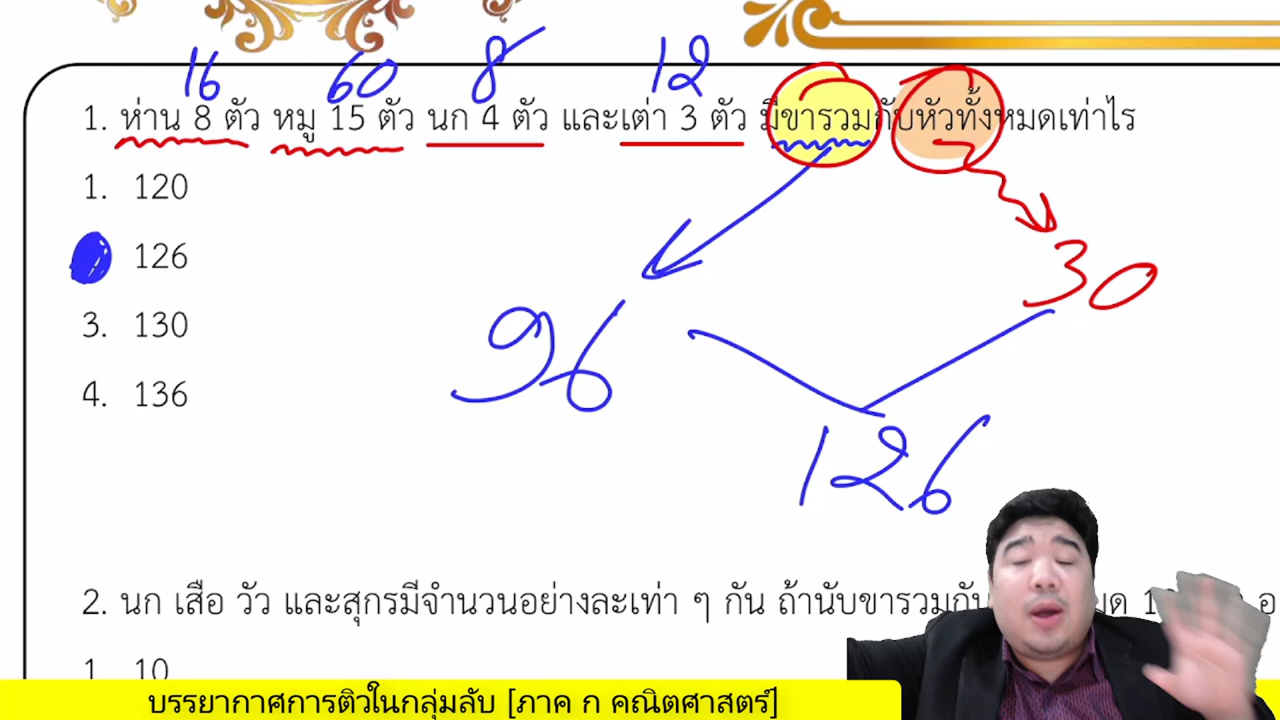 16 60 8 12
1. ห่าน 8 ตัว หมู 15 ตัว นก 4 ตัว และเต่า 3 ตัว มีขารวมกับหัวทั้งหมดเท่าไร
1. 120
126
3. 130
4. 136
30
96
126
2. นก เสือ วัว และสุกรมีจำนวนอย่างละเท่า ๆ กัน ถ้านับขารวมกับ
1. 10
บรรยากาศการติวในกลุ่มลับ [ภาค ก คณิตศาสตร์]